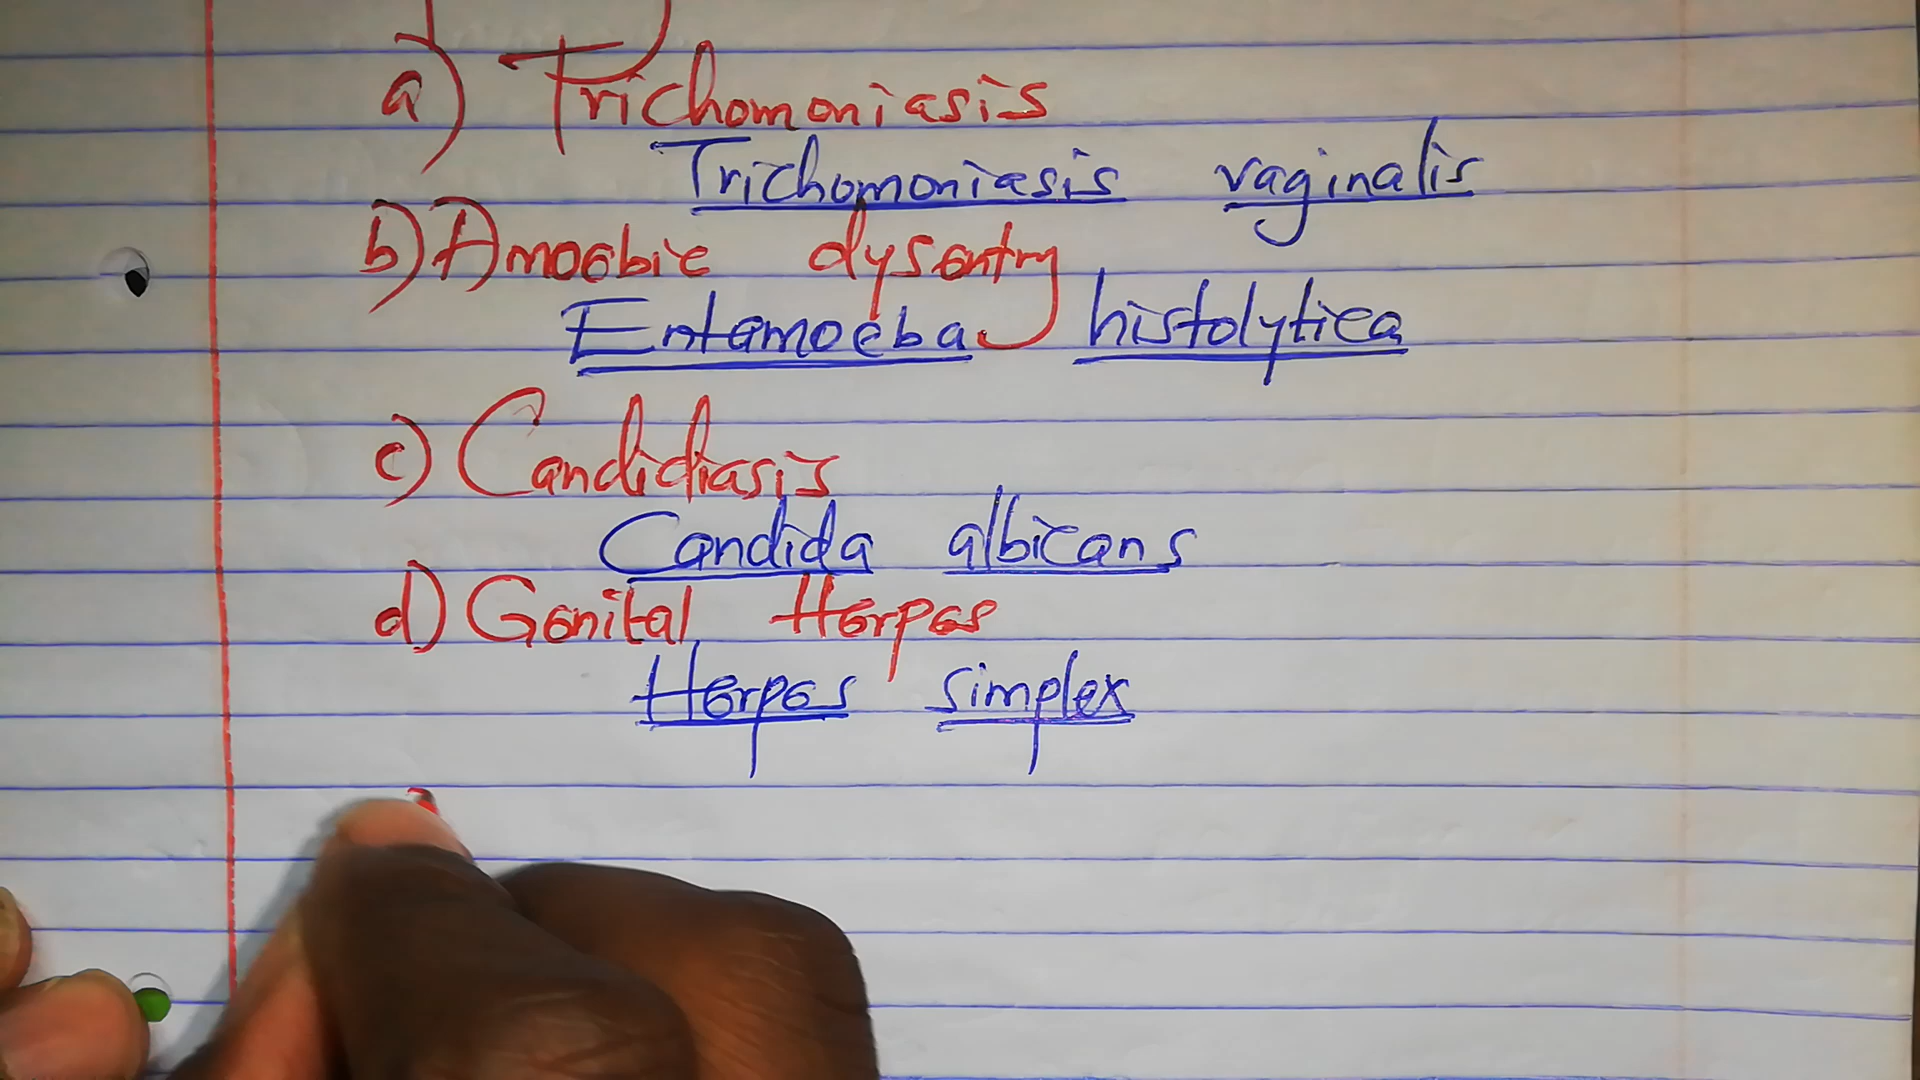 a) Trichomoniasis
Trichomoniasis vaginalis
b) Amoebic dysentry
Entamoeba histolytica
c) Candidiasis
Candida albicans
d) Genital Herpes
Herpes simplex